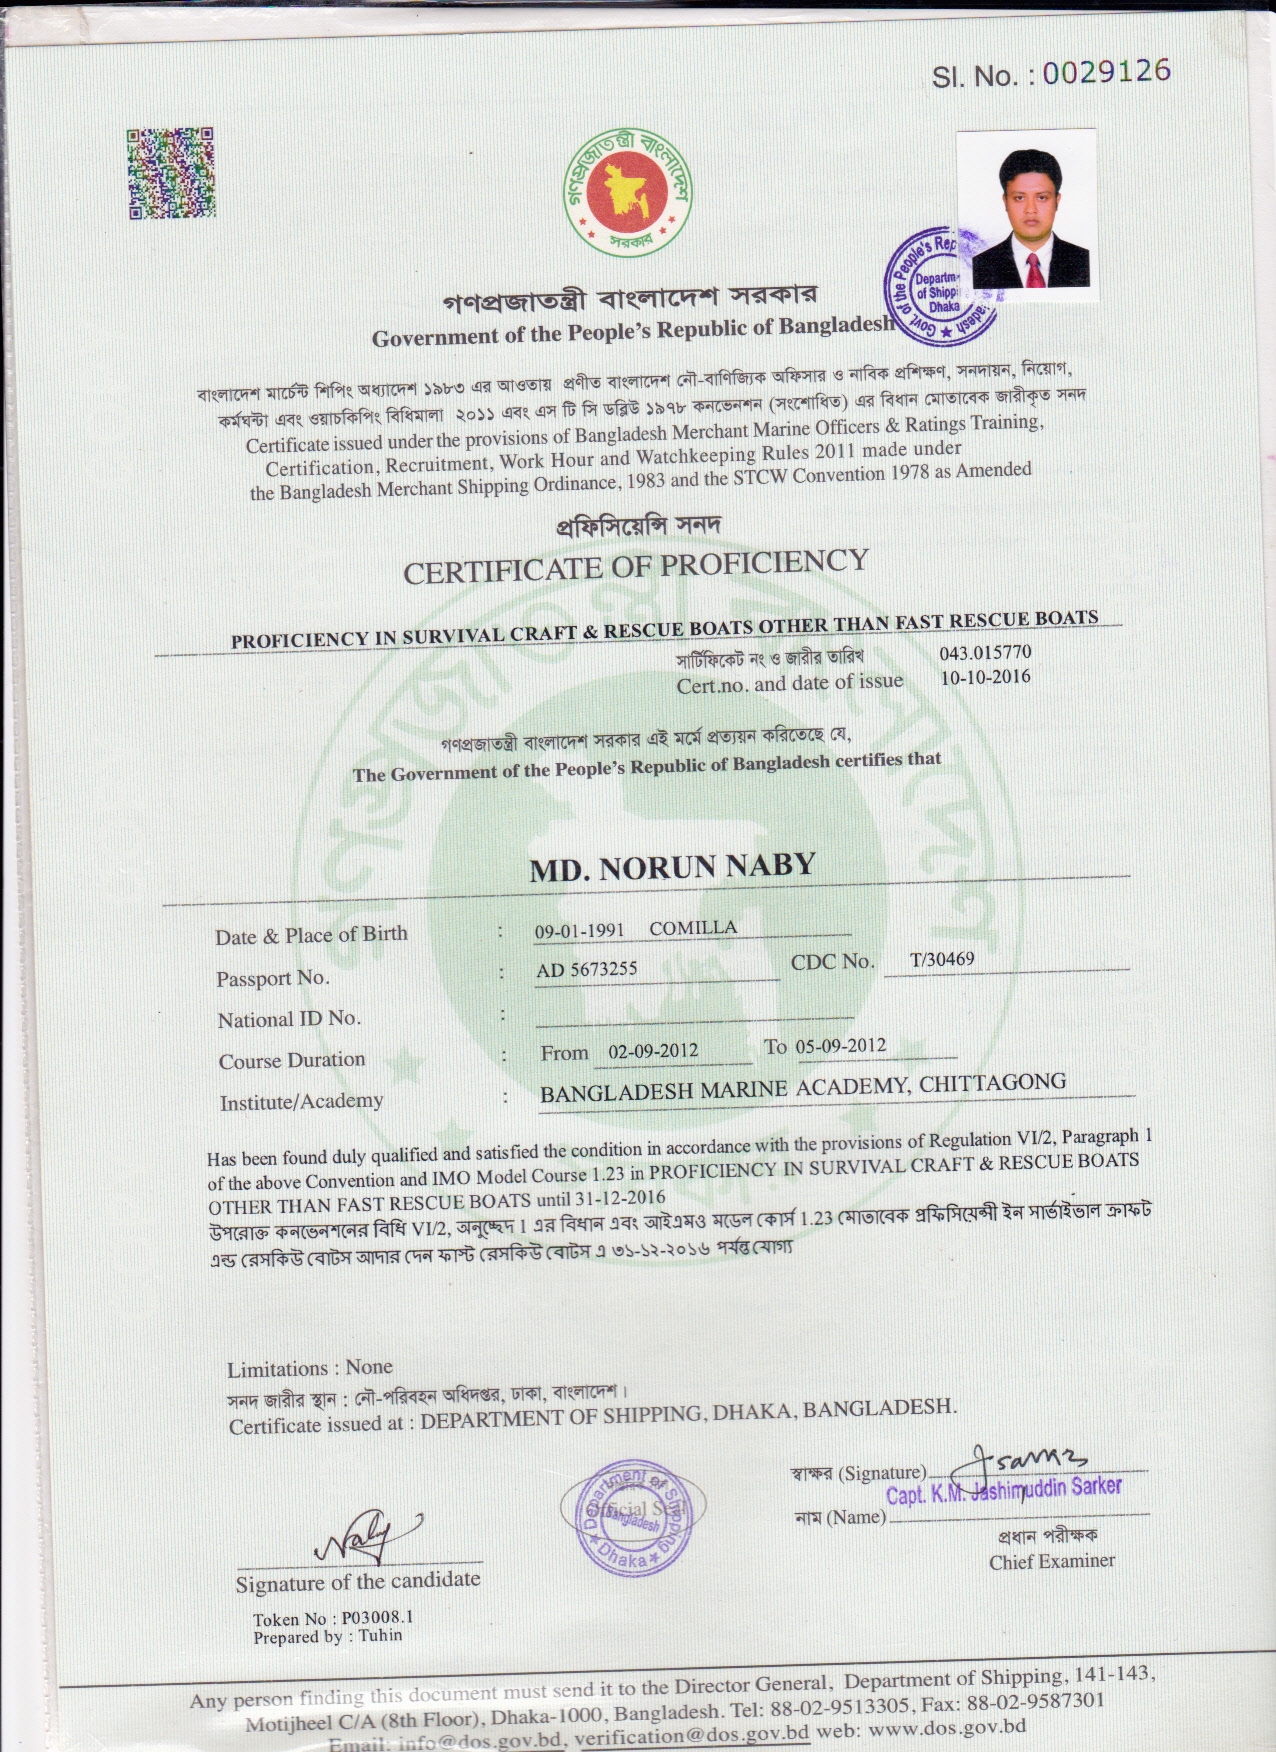 Sl. No. : 0029126
গণপ্রজাতন্ত্রী বাংলাদেশ
সরকার
Govt. of the People's Rep
adesh
Departm
of Shipp
Dhaka
গণপ্রজাতন্ত্রী বাংলাদেশ সরকার
Government of the People's Republic of Bangladesh
বাংলাদেশ মার্চেন্ট শিপিং অধ্যাদেশ ১৯৮৩ এর আওতায় প্রণীত বাংলাদেশ নৌ-বাণিজ্যিক অফিসার ও নাবিক প্রশিক্ষণ, সনদায়ন, নিয়োগ,
কর্মঘন্টা এবং ওয়াচকিপিং বিধিমালা ২০১১ এবং এস টি সি ডব্লিউ ১৯৭৮ কনভেনশন (সংশোধিত) এর বিধান মোতাবেক জারীকৃত সনদ
Certificate issued under the provisions of Bangladesh Merchant Marine Officers & Ratings Training,
Certification, Recruitment, Work Hour and Watchkeeping Rules 2011 made under
the Bangladesh Merchant Shipping Ordinance, 1983 and the STCW Convention 1978 as Amended
প্রফিসিয়েন্সি সনদ
CERTIFICATE OF PROFICIENCY
PROFICIENCY IN SURVIVAL CRAFT & RESCUE BOATS OTHER THAN FAST RESCUE BOATS
সার্টিফিকেট নং ও জারীর তারিখ 043.015770
Cert.no. and date of issue 10-10-2016
গণপ্রজাতন্ত্রী বাংলাদেশ সরকার এই মর্মে প্রত্যয়ন করিতেছে যে,
The Government of the People's Republic of Bangladesh certifies that
MD. NORUN NABY
Date & Place of Birth : 09-01-1991 COMILLA
Passport No. : AD 5673255 CDC No. T/30469
National ID No. :
Course Duration : From 02-09-2012 To 05-09-2012
Institute/Academy : BANGLADESH MARINE ACADEMY, CHITTAGONG
Has been found duly qualified and satisfied the condition in accordance with the provisions of Regulation VI/2, Paragraph 1
of the above Convention and IMO Model Course 1.23 in PROFICIENCY IN SURVIVAL CRAFT & RESCUE BOATS
OTHER THAN FAST RESCUE BOATS until 31-12-2016
উপরোক্ত কনভেনশনের বিধি VI/2, অনুচ্ছেদ 1 এর বিধান এবং আইএমও মডেল কোর্স 1.23 মোতাবেক প্রফিসিয়েন্সী ইন সার্ভাইভাল ক্রাফট
এন্ড রেসকিউ বোটস আদার দেন ফাস্ট রেসকিউ বোটস এ ৩১-১২-২০১৬ পর্যন্ত যোগ্য
Limitations : None
সনদ জারীর স্থান : নৌ-পরিবহন অধিদপ্তর, ঢাকা, বাংলাদেশ।
Certificate issued at : DEPARTMENT OF SHIPPING, DHAKA, BANGLADESH.
স্বাক্ষর (Signature)
Capt. K.M. Jashimuddin Sarker
নাম (Name)
প্রধান পরীক্ষক
Chief Examiner
Department of Shipping
Bangladesh
Dhaka
Official Seal
Naby
Signature of the candidate
Token No : P03008.1
Prepared by : Tuhin
Any person finding this document must send it to the Director General, Department of Shipping, 141-143,
Motijheel C/A (8th Floor), Dhaka-1000, Bangladesh. Tel: 88-02-9513305, Fax: 88-02-9587301
Email: info@dos.gov.bd, verification@dos.gov.bd web: www.dos.gov.bd